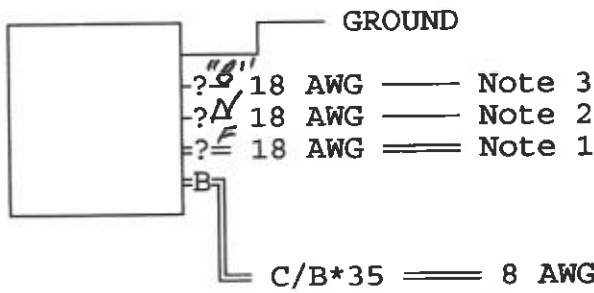 GROUND
? 18 AWG Note 3
? N 18 AWG Note 2
? F 18 AWG Note 1
B
C/B*35 8 AWG